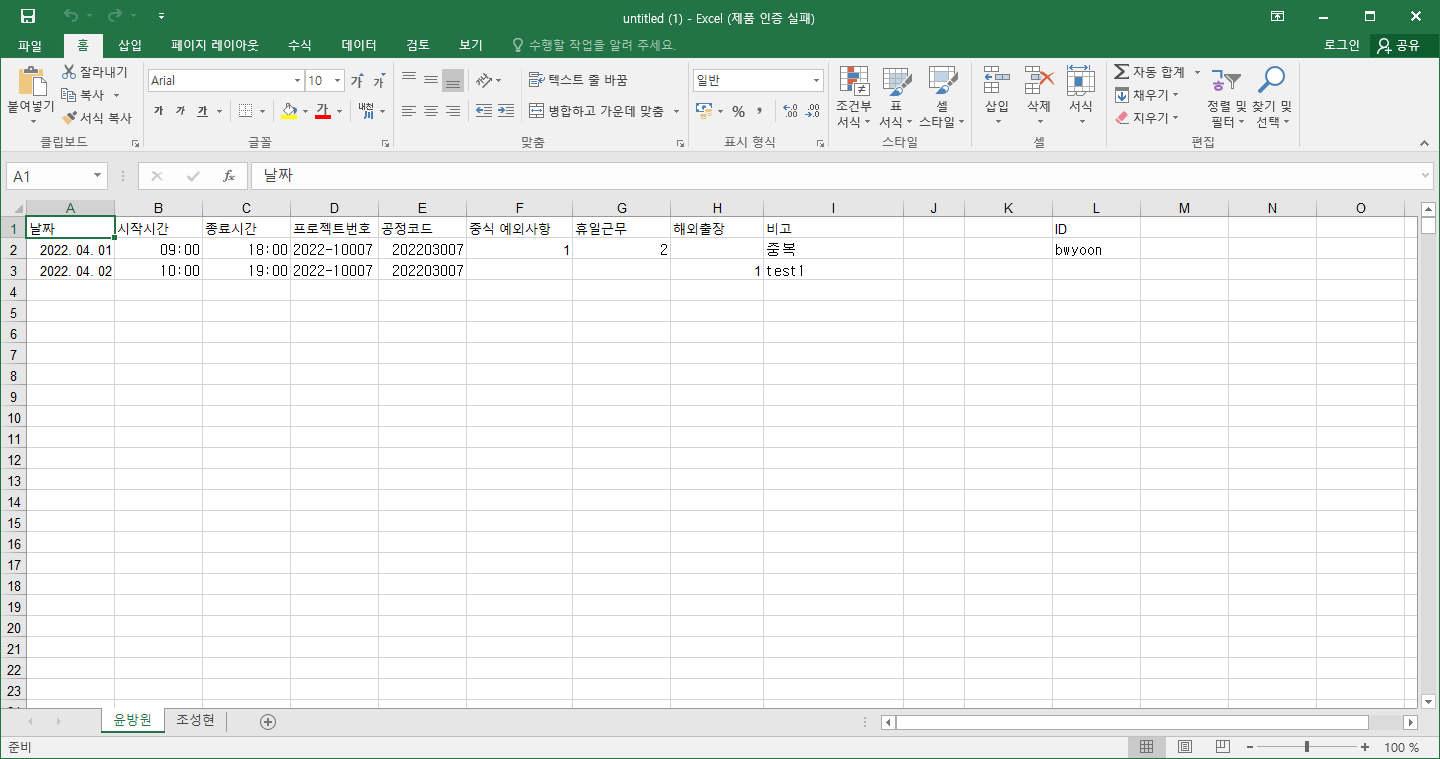 untitled (1) - Excel (제품 인증 실패)
파일 홈 삽입 페이지 레이아웃 수식 데이터 검토 보기 수행할 작업을 알려 주세요. 로그인 공유
붙여넣기 잘라내기 복사 서식 복사
클립보드
Arial 10 가 가
가 가 가 가 내천
글꼴
텍스트 줄 바꿈
병합하고 가운데 맞춤
맞춤
일반
% ,
표시 형식
조건부 서식 표 서식 셀 스타일
스타일
삽입 삭제 서식
셀
자동 합계
채우기
지우기
정렬 및 필터 찾기 및 선택
편집
A1 fx 날짜
A B C D E F G H I J K L M N O
1 날짜 시작시간 종료시간 프로젝트번호 공정코드 중식 예외사항 휴일근무 해외출장 비고 ID
2 2022. 04. 01 09:00 18:00 2022-10007 202203007 1 2 중복 bwyoon
3 2022. 04. 02 10:00 19:00 2022-10007 202203007 1 test1
4
5
6
7
8
9
10
11
12
13
14
15
16
17
18
19
20
21
22
23
윤방원 조성현
준비 100 %